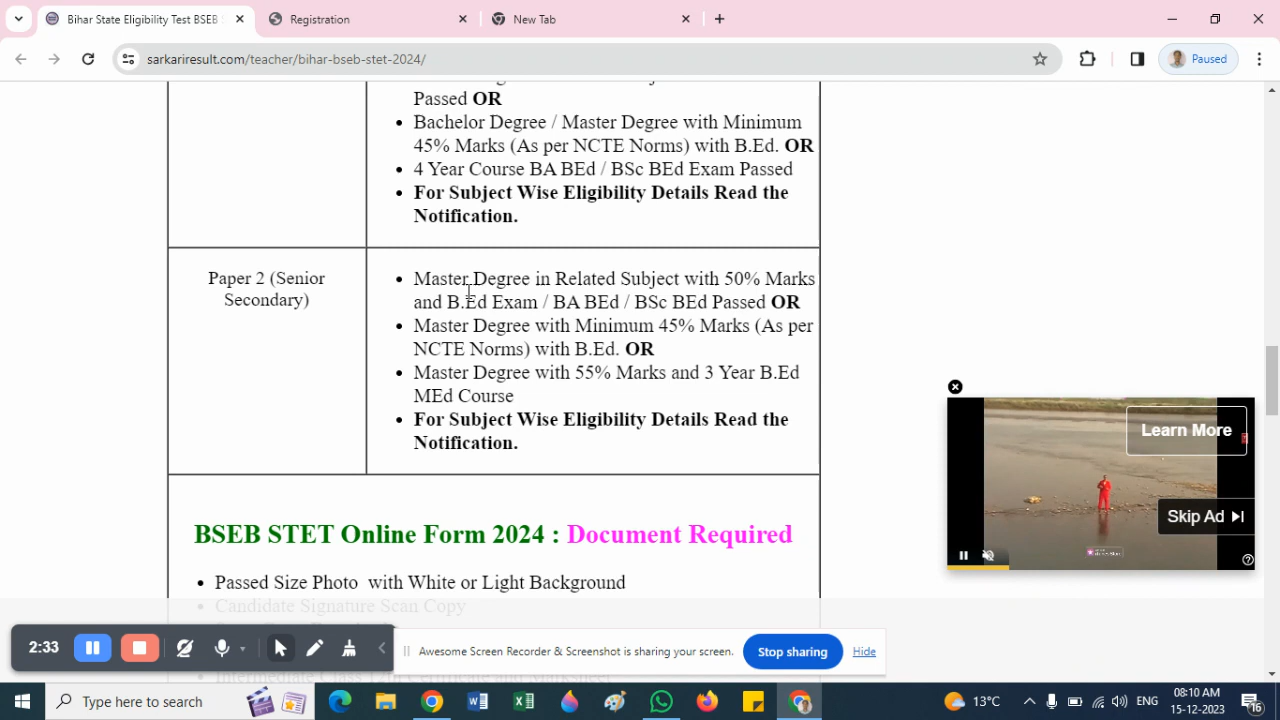 Bihar State Eligibility Test BSEB
Registration
New Tab
sarkariresult.com/teacher/bihar-bseb-stet-2024/
Paused
Passed OR
Bachelor Degree / Master Degree with Minimum
45% Marks (As per NCTE Norms) with B.Ed. OR
4 Year Course BA BEd / BSc BEd Exam Passed
For Subject Wise Eligibility Details Read the
Notification.
Paper 2 (Senior
Secondary)
Master Degree in Related Subject with 50% Marks
and B.Ed Exam / BA BEd / BSc BEd Passed OR
Master Degree with Minimum 45% Marks (As per
NCTE Norms) with B.Ed. OR
Master Degree with 55% Marks and 3 Year B.Ed
MEd Course
For Subject Wise Eligibility Details Read the
Notification.
Learn More
Skip Ad
BSEB STET Online Form 2024 : Document Required
Passed Size Photo with White or Light Background
Candidate Signature Scan Copy
2:33
Awesome Screen Recorder & Screenshot is sharing your screen.
Stop sharing
Hide
Intermediate Class 12th Certificate and Marksheet
Type here to search
13°C
ENG
08:10 AM
15-12-2023
16